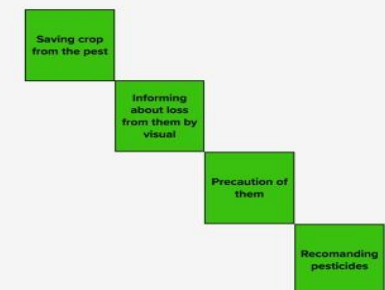 Saving crop
from the pest
Informing
about loss
from them by
visual
Precaution of
them
Recomanding
pesticides